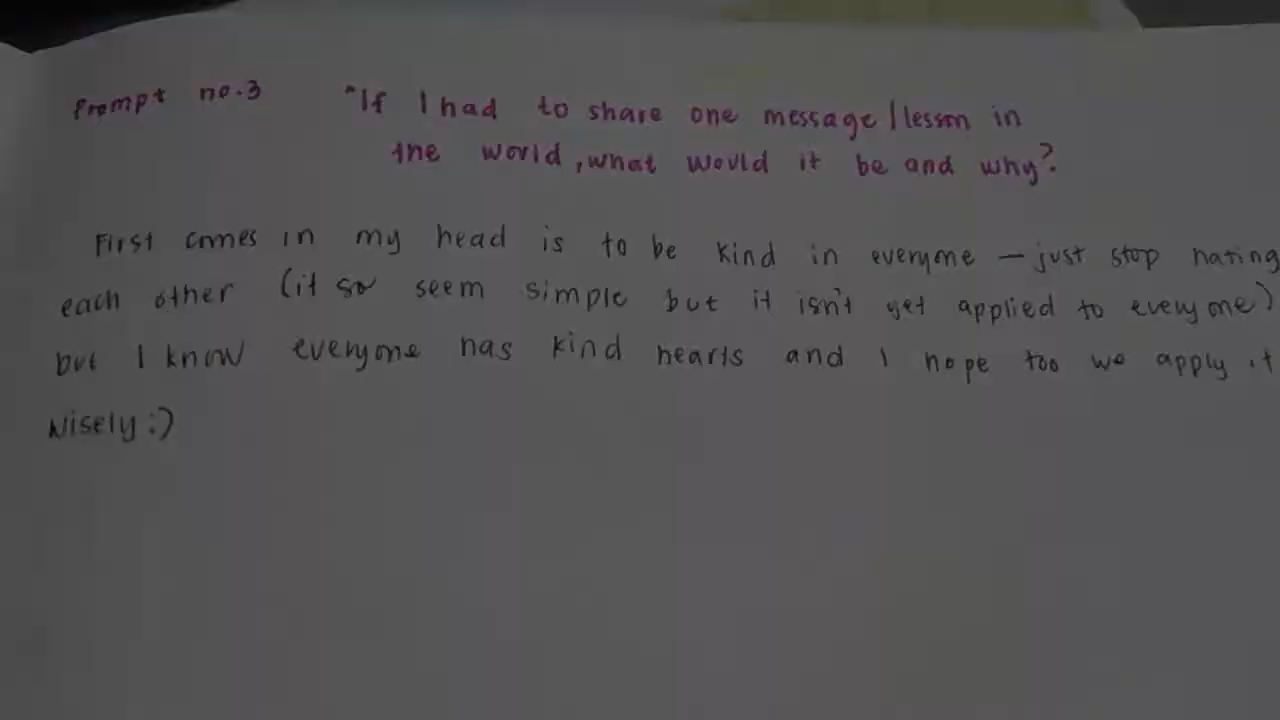 Prompt no.3 "If I had to share one message/lesson in
the world, what would it be and why?
First comes in my head is to be kind in everyone — just stop hating
each other (it so seem simple but it isn't yet applied to everyone)
but I know everyone has kind hearts and I hope too we apply it
wisely :)